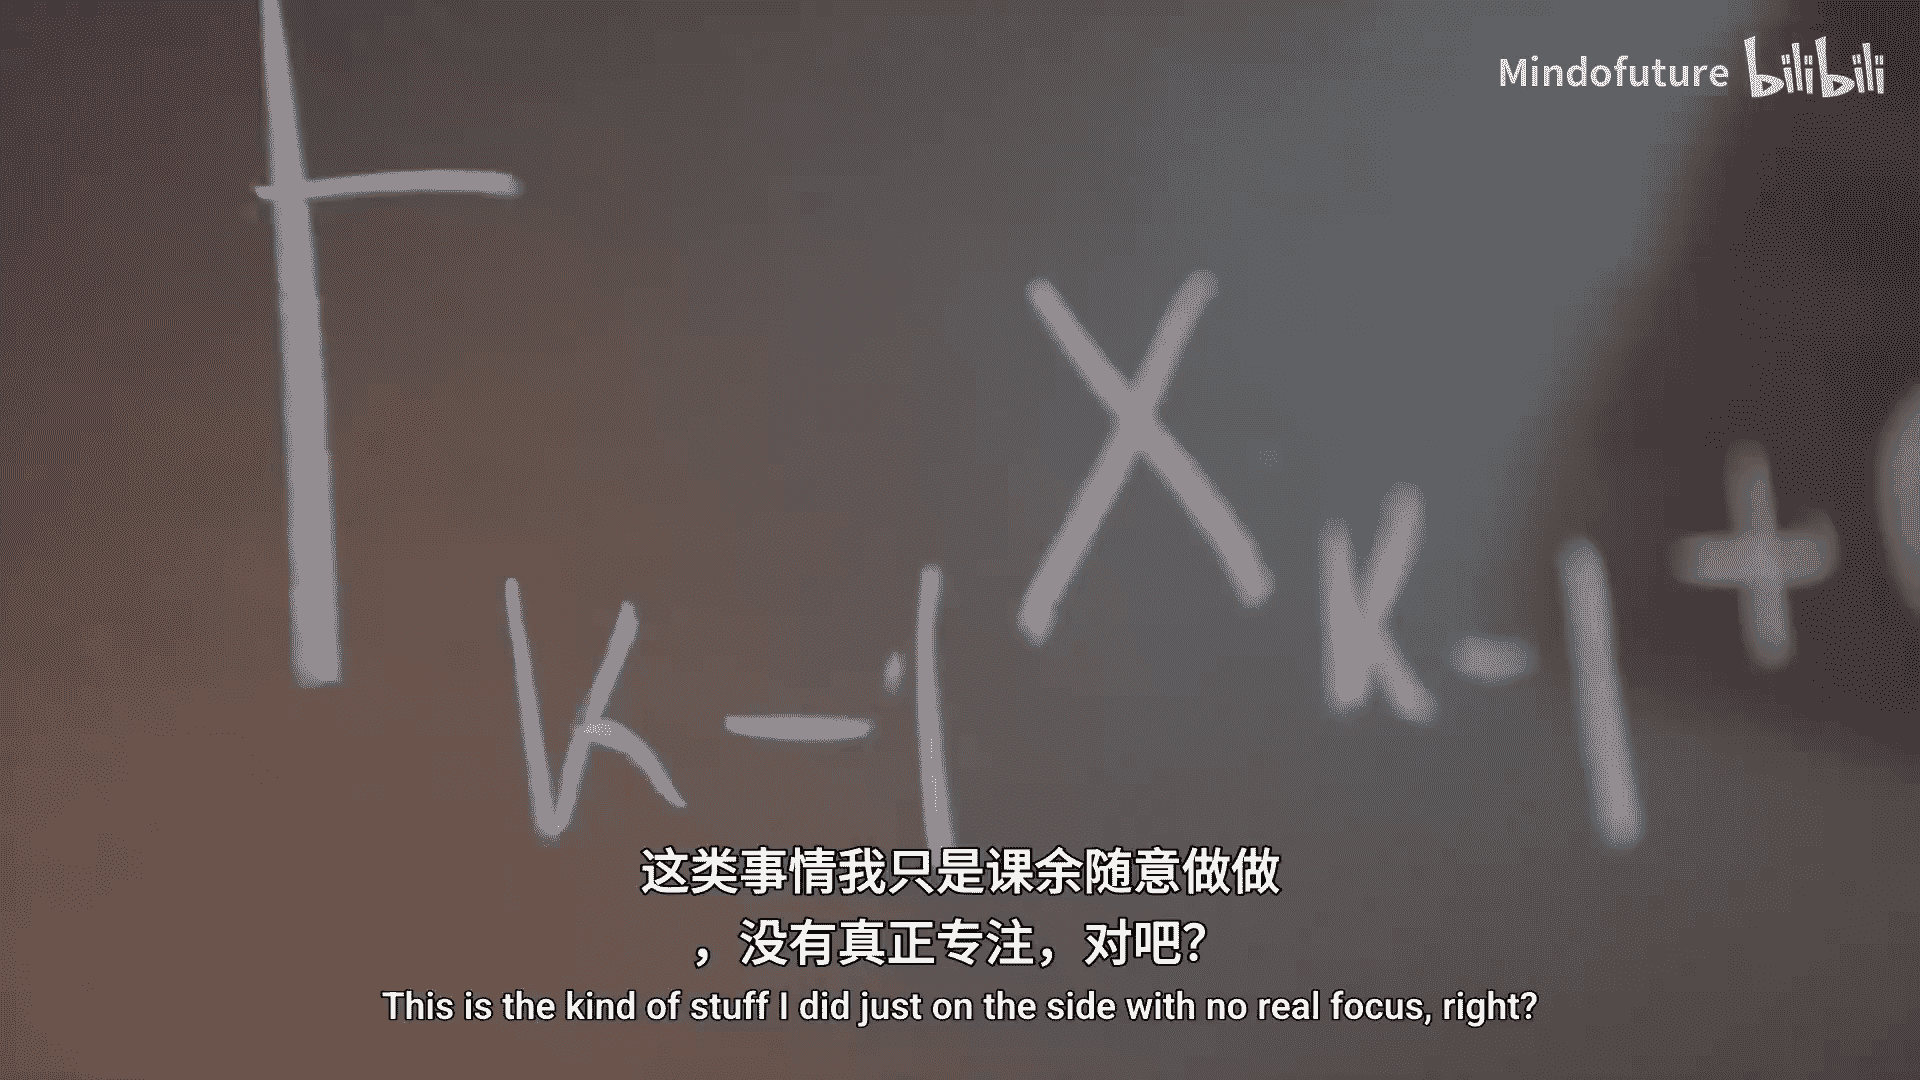 Mindofuture bilibili
F K-1 X K-1 +
这类事情我只是课余随意做做
，没有真正专注，对吧？
This is the kind of stuff I did just on the side with no real focus, right?